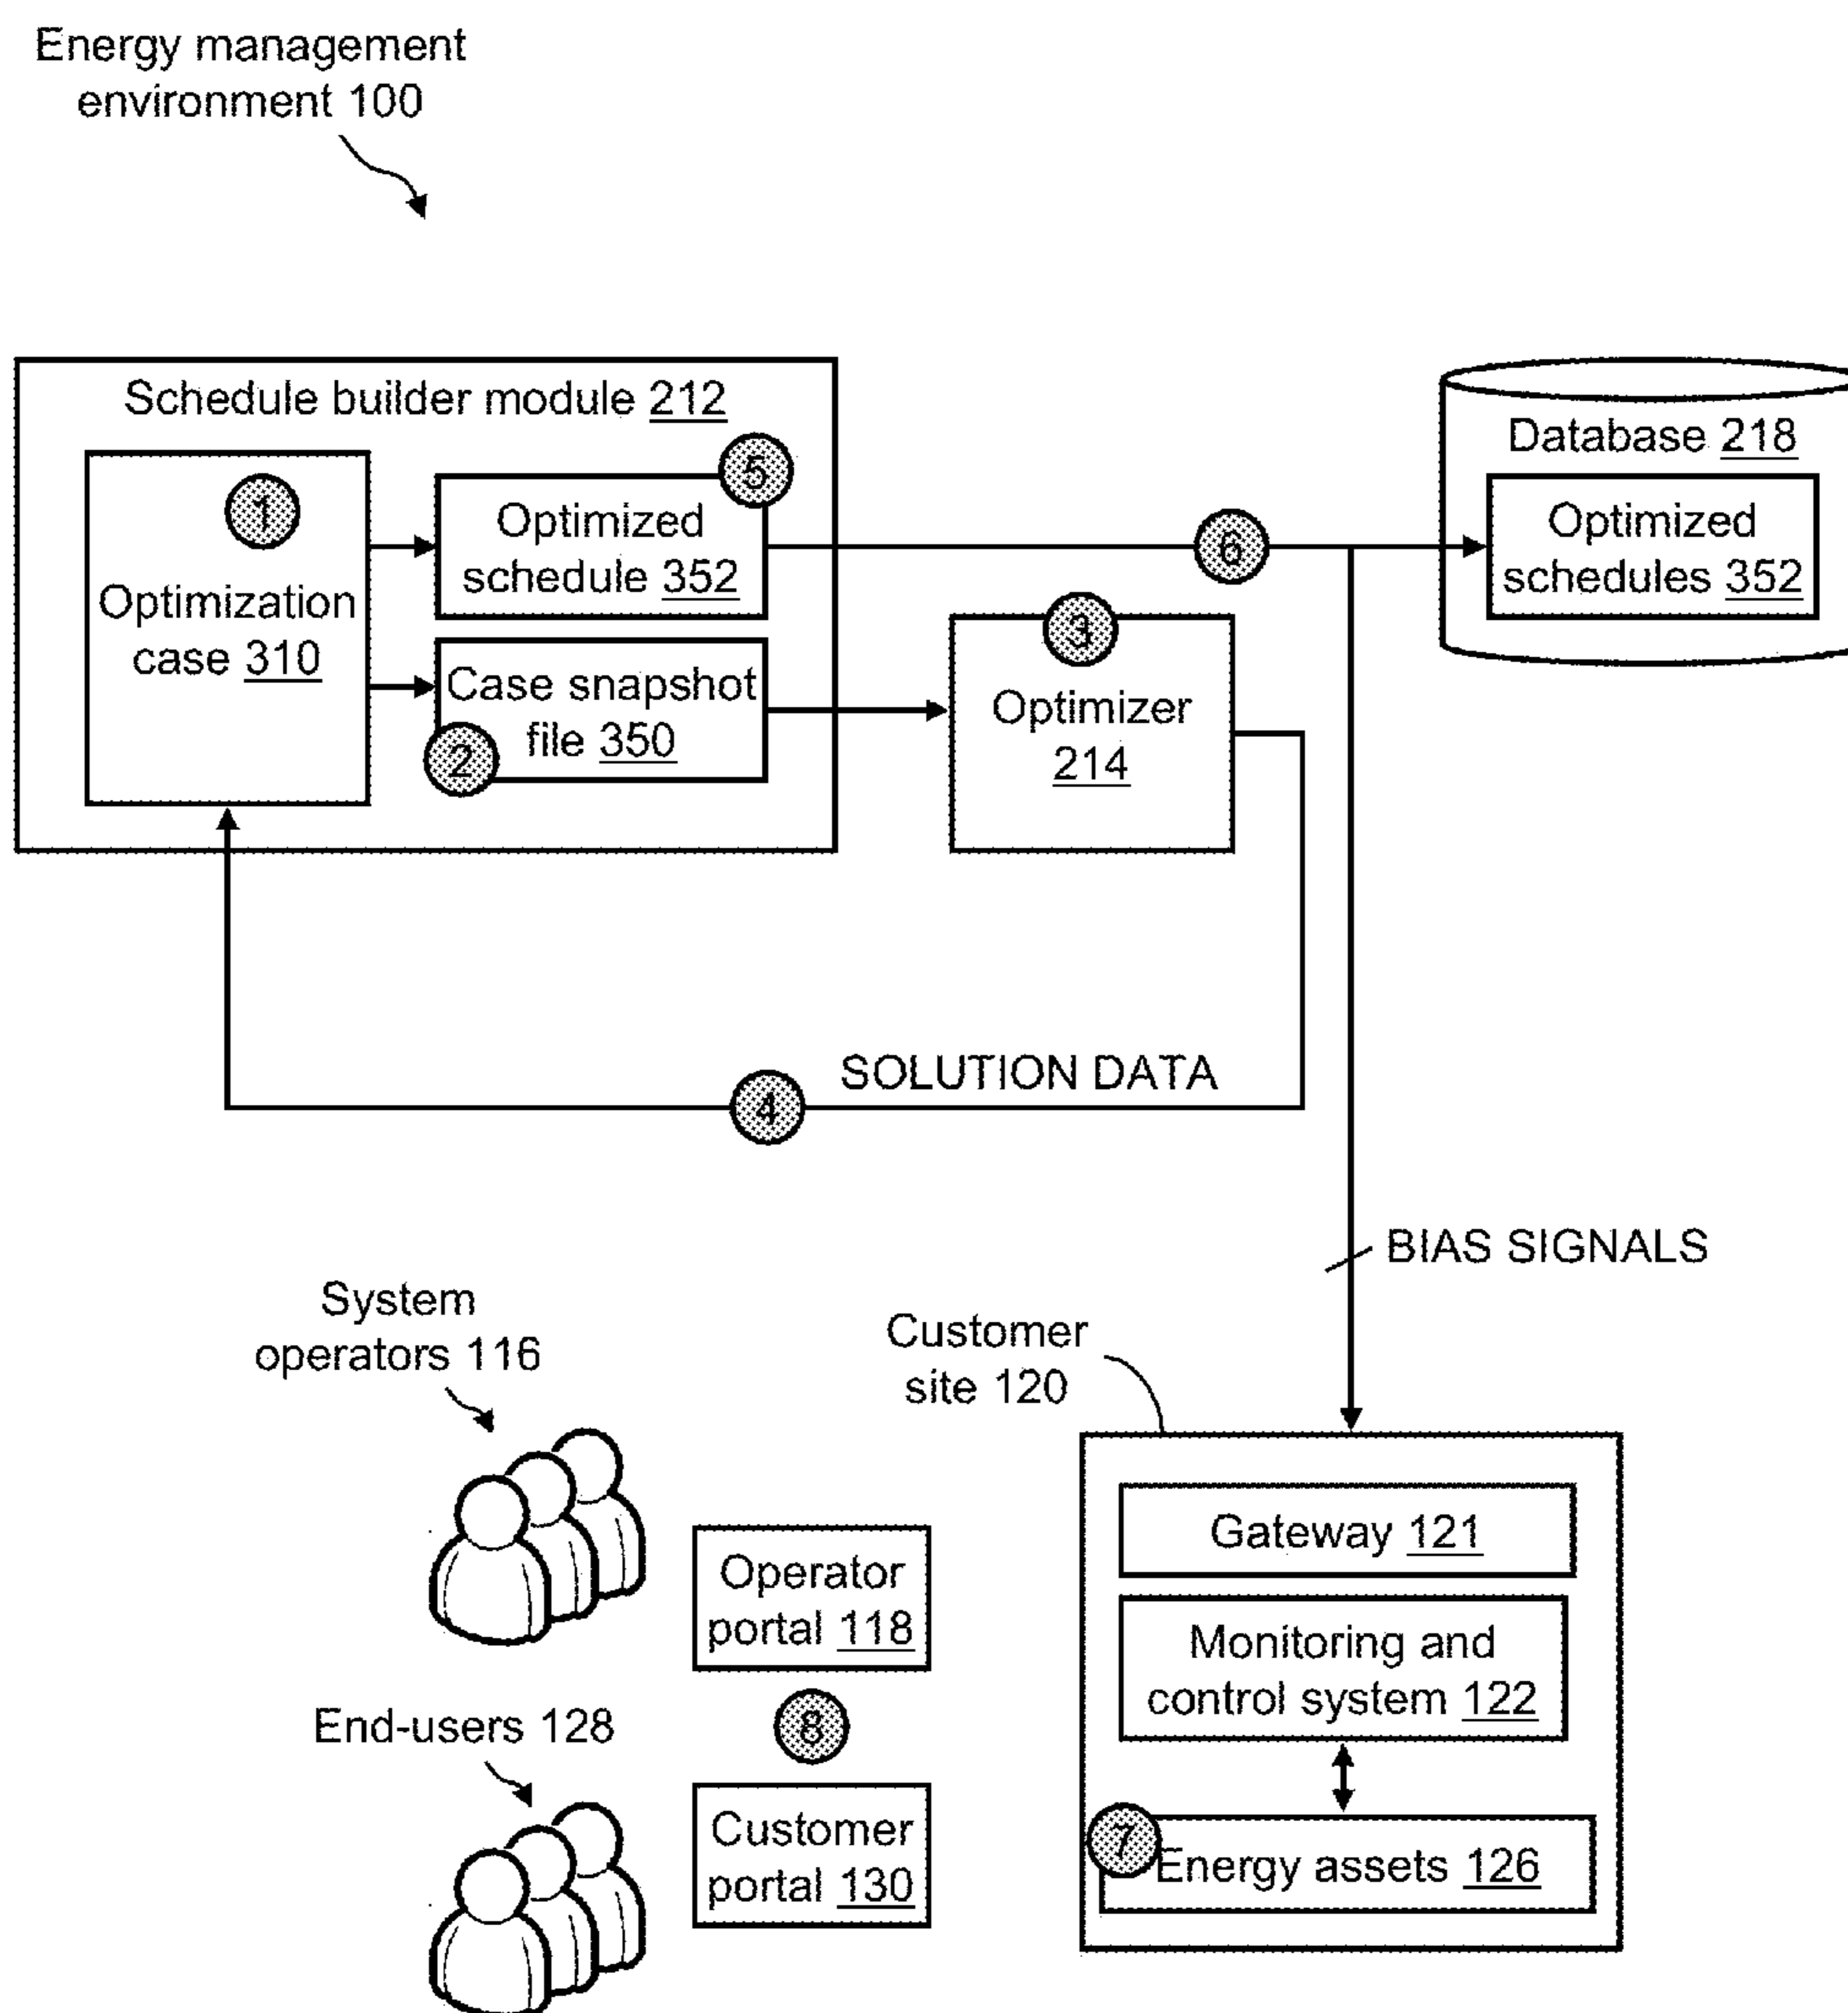 Energy management
environment 100
Schedule builder module 212
1
Optimization
case 310
5
Optimized
schedule 352
2
Case snapshot
file 350
3
Optimizer
214
6
Database 218
Optimized
schedules 352
4
SOLUTION DATA
BIAS SIGNALS
System
operators 116
Customer
site 120
Operator
portal 118
8
End-users 128
Customer
portal 130
Gateway 121
Monitoring and
control system 122
7
Energy assets 126